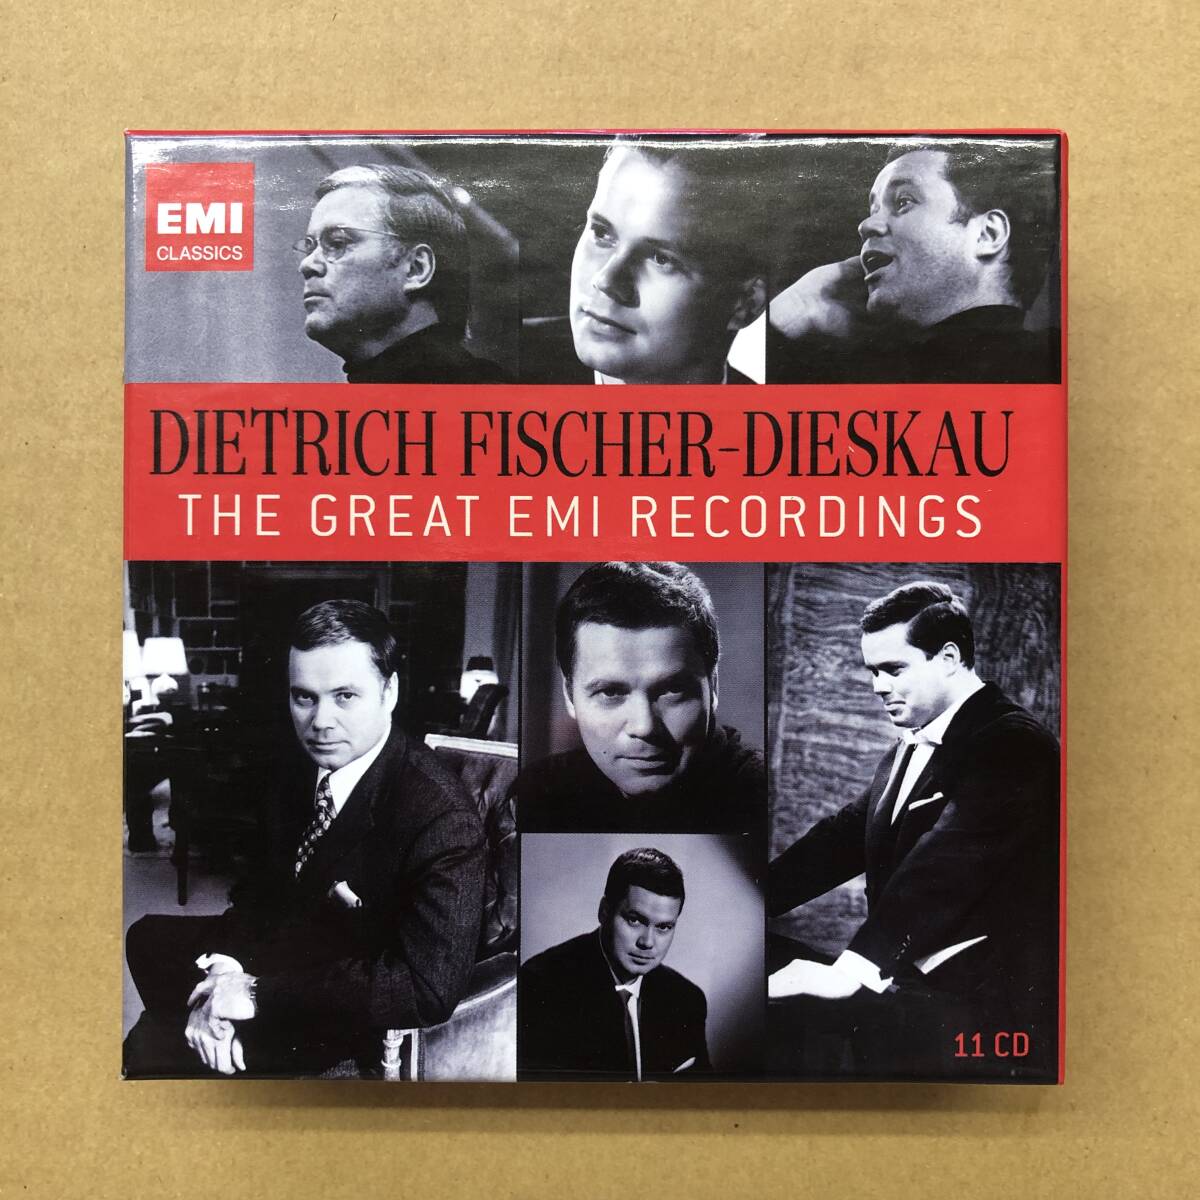 EMI
CLASSICS
DIETRICH FISCHER-DIESKAU
THE GREAT EMI RECORDINGS
11 CD